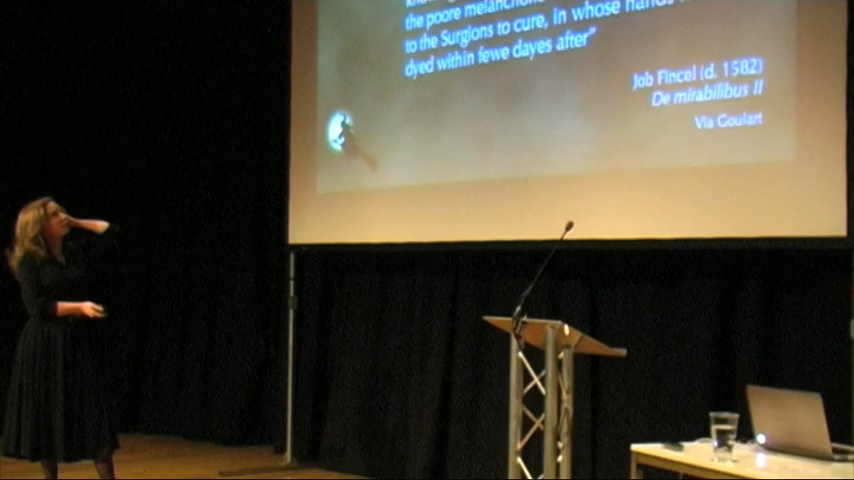 the poore melanchol
to the Surgions to cure, in whose hands
dyed within fewe dayes after"
Job Fincel (d. 1582)
De mirabilibus II
Via Goulart